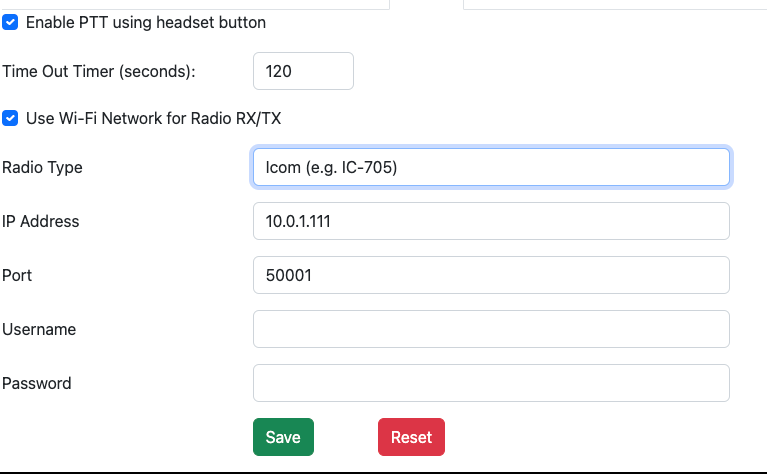 Enable PTT using headset button
Time Out Timer (seconds): 120
Use Wi-Fi Network for Radio RX/TX
Radio Type Icom (e.g. IC-705)
IP Address 10.0.1.111
Port 50001
Username
Password
Save Reset